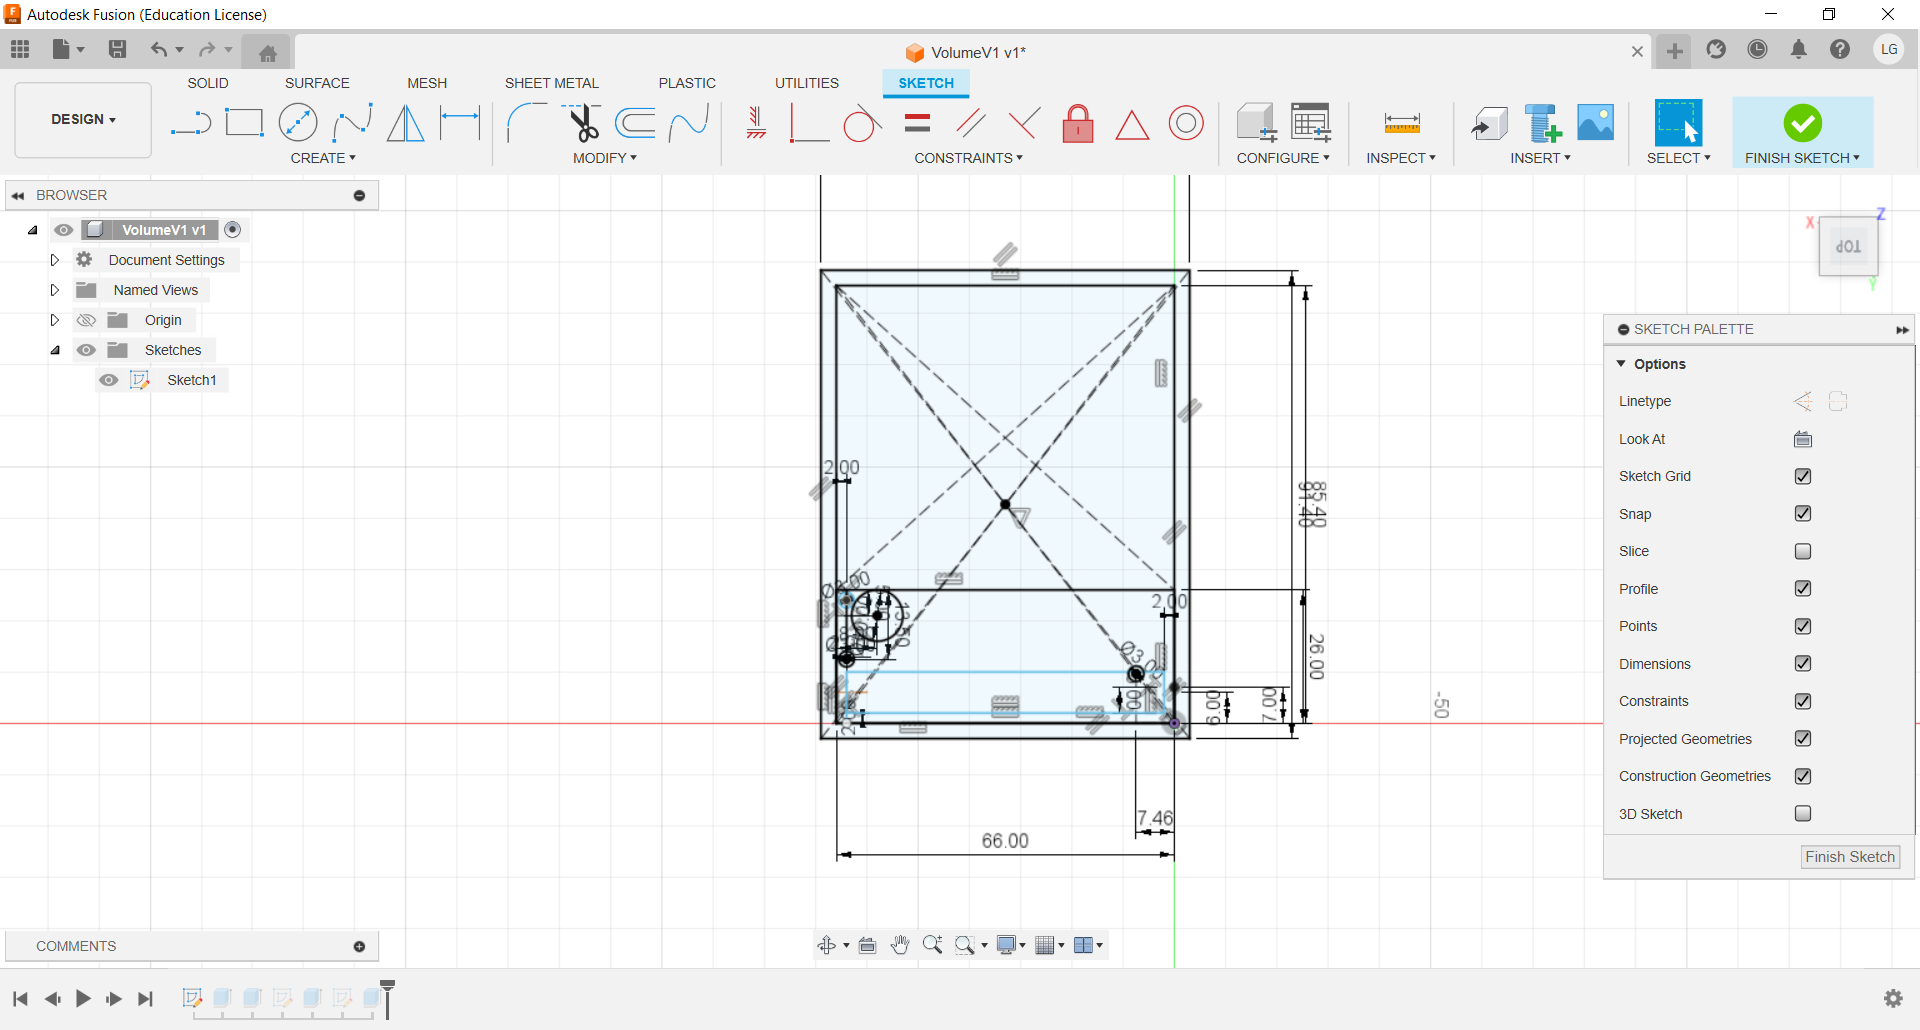 Autodesk Fusion (Education License)
VolumeV1 v1*
LG
SOLID SURFACE MESH SHEET METAL PLASTIC UTILITIES SKETCH
DESIGN
CREATE MODIFY CONSTRAINTS CONFIGURE INSPECT INSERT SELECT FINISH SKETCH
BROWSER
VolumeV1 v1
Document Settings
Named Views
Origin
Sketches
Sketch1
X
Z
TOP
Y
SKETCH PALETTE
Options
Linetype
Look At
Sketch Grid
Snap
Slice
Profile
Points
Dimensions
Constraints
Projected Geometries
Construction Geometries
3D Sketch
Finish Sketch
2.00
85.40
91.40
2.00
13.50
26.00
6.00
7.00
-50
7.46
66.00
COMMENTS